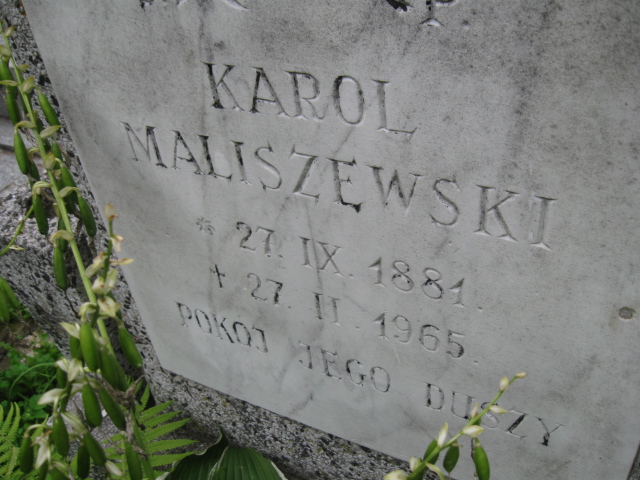 KAROL
MALISZEWSKI
* 27. IX. 1881.
+ 27. II. 1965.
POKÓJ JEGO DUSZY